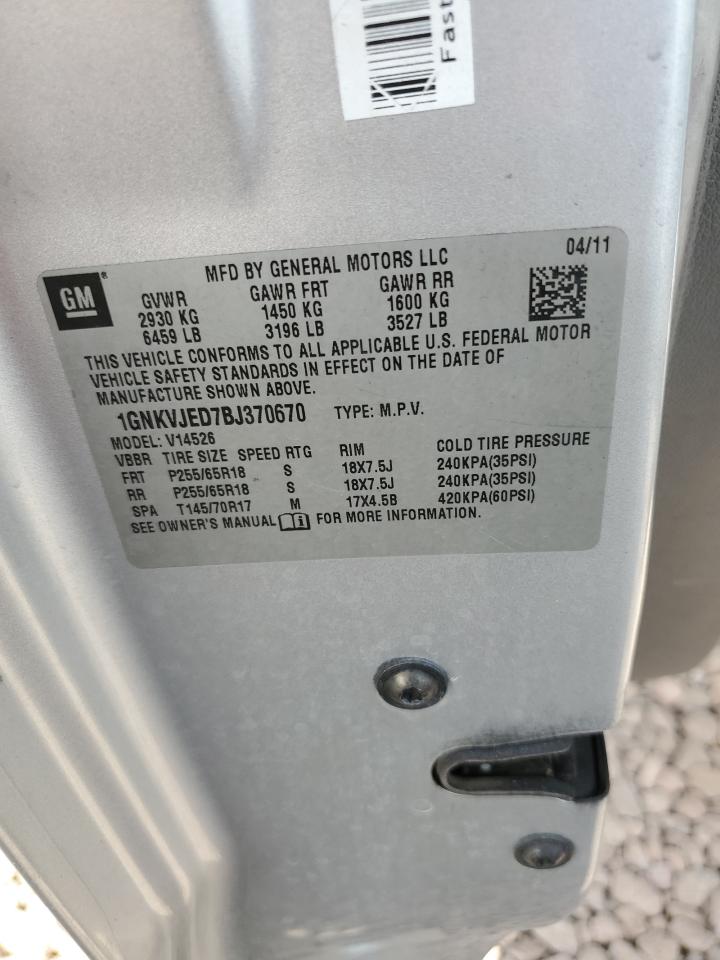 Fast
04/11
GM
MFD BY GENERAL MOTORS LLC
GVWR GAWR FRT GAWR RR
2930 KG 1450 KG 1600 KG
6459 LB 3196 LB 3527 LB
THIS VEHICLE CONFORMS TO ALL APPLICABLE U.S. FEDERAL MOTOR
VEHICLE SAFETY STANDARDS IN EFFECT ON THE DATE OF
MANUFACTURE SHOWN ABOVE.
1GNKVJED7BJ370670 TYPE: M.P.V.
MODEL: V14526
VBBR TIRE SIZE SPEED RTG RIM COLD TIRE PRESSURE
FRT P255/65R18 S 18X7.5J 240KPA(35PSI)
RR P255/65R18 S 18X7.5J 240KPA(35PSI)
SPA T145/70R17 M 17X4.5B 420KPA(60PSI)
SEE OWNER'S MANUAL i FOR MORE INFORMATION.